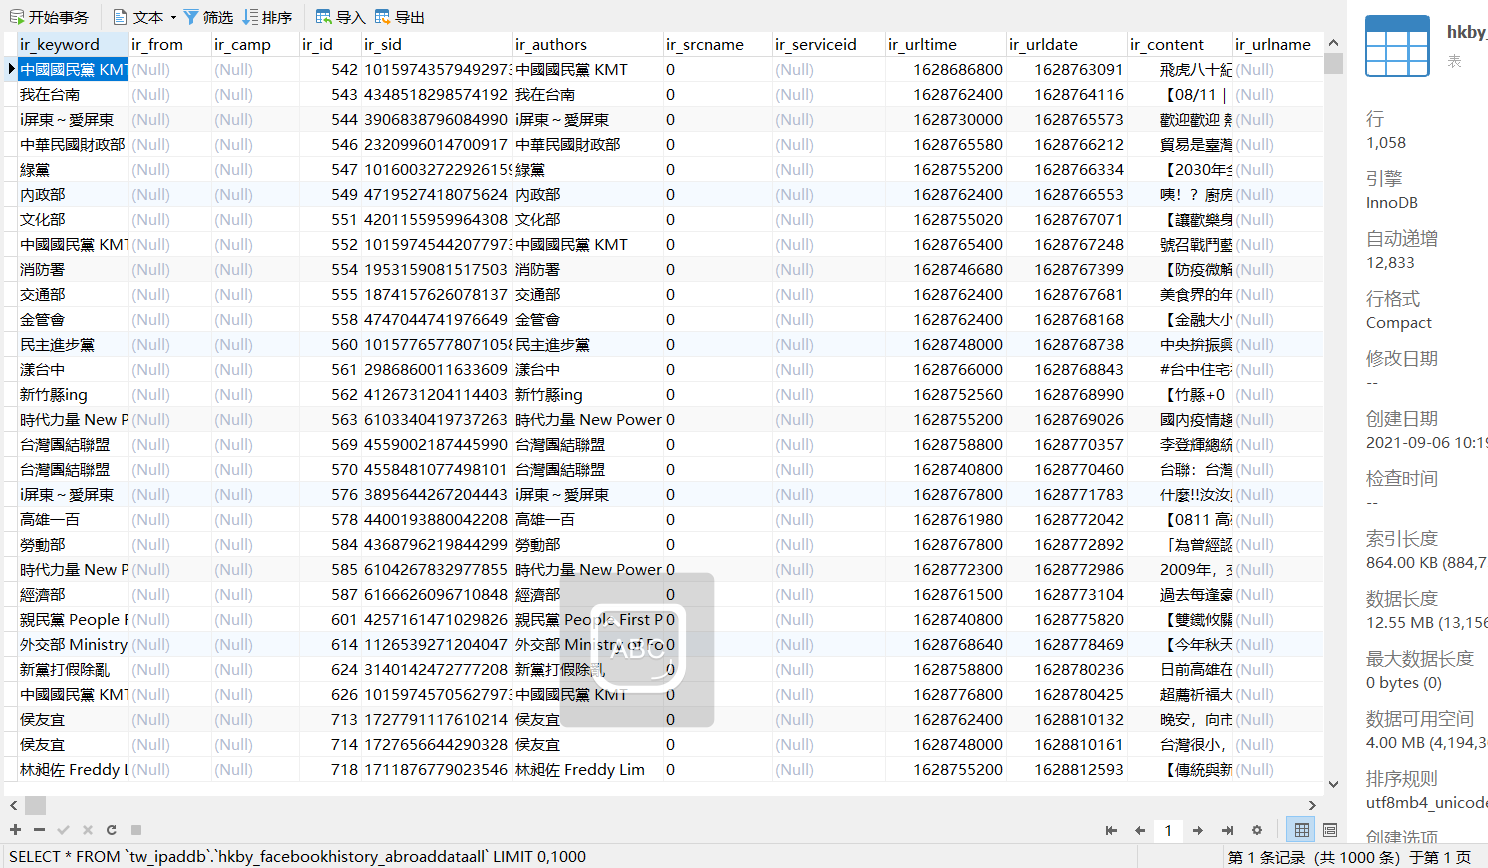 开始事务 文本 筛选 排序 导入 导出
ir_keyword ir_from ir_camp ir_id ir_sid ir_authors ir_srcname ir_serviceid ir_urltime ir_urldate ir_content ir_urlname
中國國民黨 KMT (Null) (Null) 542 1015974357949297 中國國民黨 KMT 0 (Null) 1628686800 1628763091 飛虎八十紀 (Null)
我在台南 (Null) (Null) 543 4348518298574192 我在台南 0 (Null) 1628762400 1628764116 【08/11｜ (Null)
i屏東～愛屏東 (Null) (Null) 544 3906838796084990 i屏東～愛屏東 0 (Null) 1628730000 1628765573 歡迎歡迎 (Null)
中華民國財政部 (Null) (Null) 546 2320996014700917 中華民國財政部 0 (Null) 1628765580 1628766212 貿易是臺灣 (Null)
綠黨 (Null) (Null) 547 1016003272292615 綠黨 0 (Null) 1628755200 1628766334 【2030年全 (Null)
內政部 (Null) (Null) 549 4719527418075624 內政部 0 (Null) 1628762400 1628766553 咦！？廚房 (Null)
文化部 (Null) (Null) 551 4201155959964308 文化部 0 (Null) 1628755020 1628767071 【讓歡樂身 (Null)
中國國民黨 KMT (Null) (Null) 552 1015974544207797 中國國民黨 KMT 0 (Null) 1628765400 1628767248 號召戰鬥藍 (Null)
消防署 (Null) (Null) 554 1953159081517503 消防署 0 (Null) 1628746680 1628767399 【防疫微解 (Null)
交通部 (Null) (Null) 555 1874157626078137 交通部 0 (Null) 1628762400 1628767681 美食界的年 (Null)
金管會 (Null) (Null) 558 4747044741976649 金管會 0 (Null) 1628762400 1628768168 【金融大小 (Null)
民主進步黨 (Null) (Null) 560 1015776577807105 民主進步黨 0 (Null) 1628748000 1628768738 中央拚振興 (Null)
漾台中 (Null) (Null) 561 2986860011633609 漾台中 0 (Null) 1628766000 1628768843 #台中住宅 (Null)
新竹縣ing (Null) (Null) 562 4126731204114403 新竹縣ing 0 (Null) 1628752560 1628768990 【竹縣+0 (Null)
時代力量 New P (Null) (Null) 563 6103340419737263 時代力量 New Power 0 (Null) 1628755200 1628769026 國內疫情趨 (Null)
台灣團結聯盟 (Null) (Null) 569 4559002187445990 台灣團結聯盟 0 (Null) 1628758800 1628770357 李登輝總統 (Null)
台灣團結聯盟 (Null) (Null) 570 4558481077498101 台灣團結聯盟 0 (Null) 1628740800 1628770460 台聯：台灣 (Null)
i屏東～愛屏東 (Null) (Null) 576 3895644267204443 i屏東～愛屏東 0 (Null) 1628767800 1628771783 什麼!!汝汝 (Null)
高雄一百 (Null) (Null) 578 4400193880042208 高雄一百 0 (Null) 1628761980 1628772042 【0811 高 (Null)
勞動部 (Null) (Null) 584 4368796219844299 勞動部 0 (Null) 1628767800 1628772892 「為曾經認 (Null)
時代力量 New P (Null) (Null) 585 6104267832977855 時代力量 New Power 0 (Null) 1628772300 1628772986 2009年， (Null)
經濟部 (Null) (Null) 587 6166626096710848 經濟部 0 (Null) 1628761500 1628773104 過去每逢豪 (Null)
親民黨 People F (Null) (Null) 601 4257161471029826 親民黨 People First P 0 (Null) 1628740800 1628775820 【雙鐵攸關 (Null)
外交部 Ministry (Null) (Null) 614 1126539271204047 外交部 Ministry of Fo 0 (Null) 1628768640 1628778469 【今年秋天 (Null)
新黨打假除亂 (Null) (Null) 624 3140142472777208 新黨打假除亂 0 (Null) 1628758800 1628780236 日前高雄在 (Null)
中國國民黨 KMT (Null) (Null) 626 1015974570562797 中國國民黨 KMT 0 (Null) 1628776800 1628780425 超薦祈福大 (Null)
侯友宜 (Null) (Null) 713 1727791117610214 侯友宜 0 (Null) 1628762400 1628810132 晚安，向市 (Null)
侯友宜 (Null) (Null) 714 1727656644290328 侯友宜 0 (Null) 1628748000 1628810161 台灣很小， (Null)
林昶佐 Freddy L (Null) (Null) 718 1711876779023546 林昶佐 Freddy Lim 0 (Null) 1628755200 1628812593 【傳統與新 (Null)
ABC
1
SELECT * FROM `tw_ipaddb`.`hkby_facebookhistory_abroaddataall` LIMIT 0,1000
第 1 条记录（共 1000 条）于第 1 页
hkby_
表
行
1,058
引擎
InnoDB
自动递增
12,833
行格式
Compact
修改日期
--
创建日期
2021-09-06 10:19
检查时间
--
索引长度
864.00 KB (884,7
数据长度
12.55 MB (13,156
最大数据长度
0 bytes (0)
数据可用空间
4.00 MB (4,194,3
排序规则
utf8mb4_unicode
创建选项